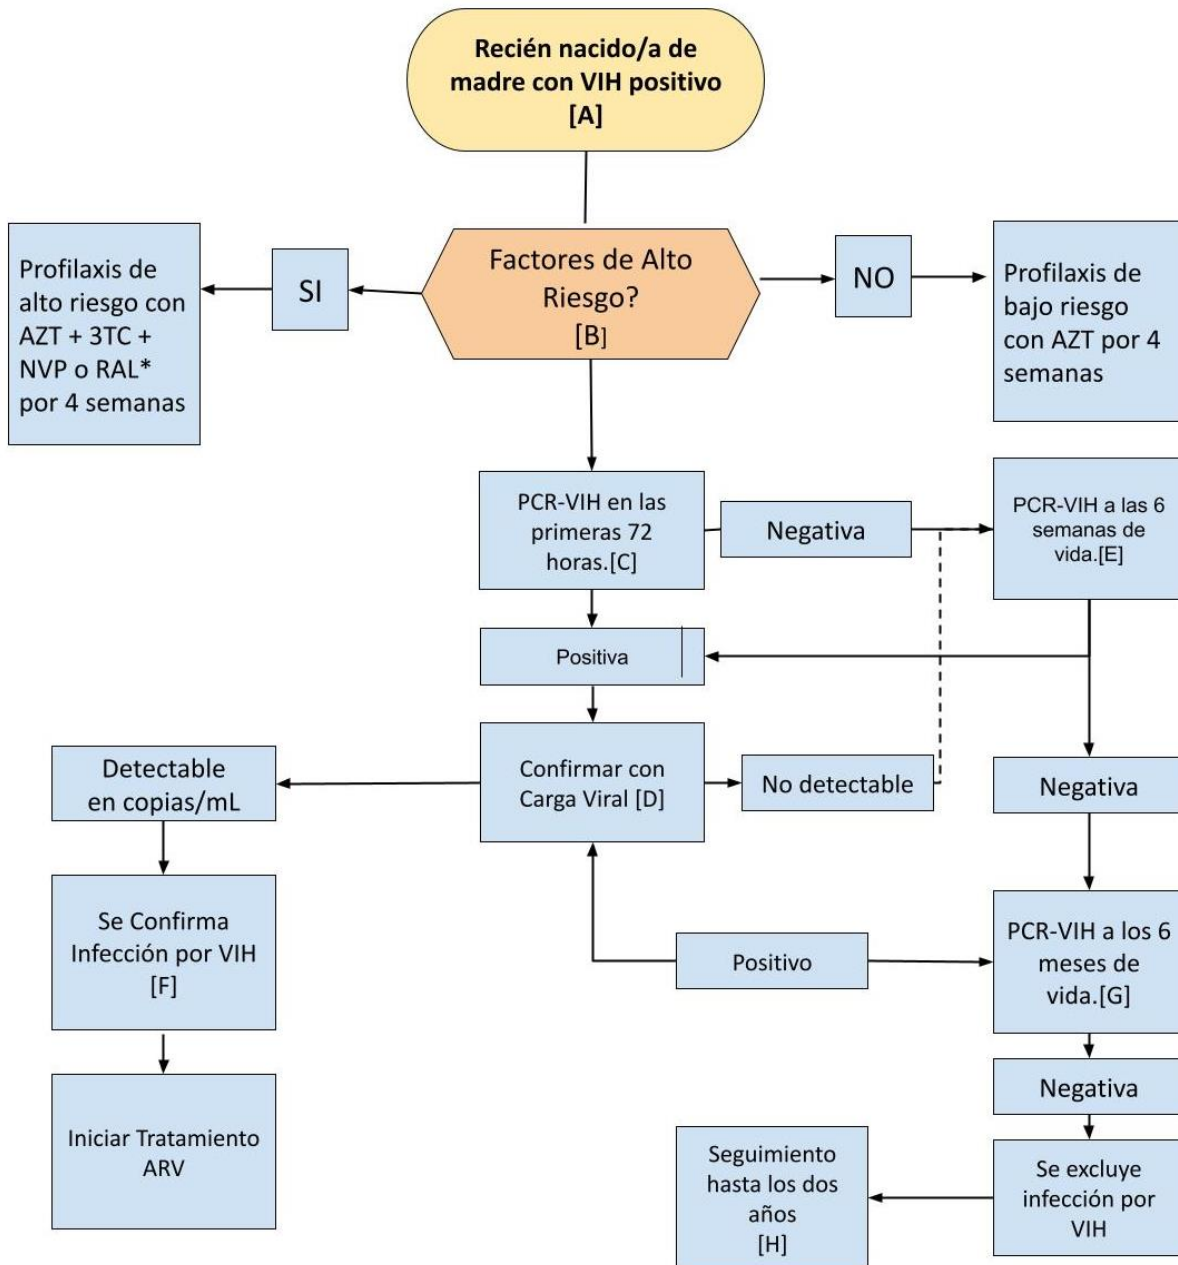 Recién nacido/a de
madre con VIH positivo
[A]
Profilaxis de
alto riesgo con
AZT + 3TC +
NVP o RAL*
por 4 semanas
SI
Factores de Alto
Riesgo?
[B]
NO
Profilaxis de
bajo riesgo
con AZT por 4
semanas
PCR-VIH en las
primeras 72
horas.[C]
Negativa
PCR-VIH a las 6
semanas de
vida.[E]
Positiva
Detectable
en copias/mL
Confirmar con
Carga Viral [D]
No detectable
Negativa
Se Confirma
Infección por VIH
[F]
Positivo
PCR-VIH a los 6
meses de
vida.[G]
Negativa
Iniciar Tratamiento
ARV
Seguimiento
hasta los dos
años
[H]
Se excluye
infección por
VIH